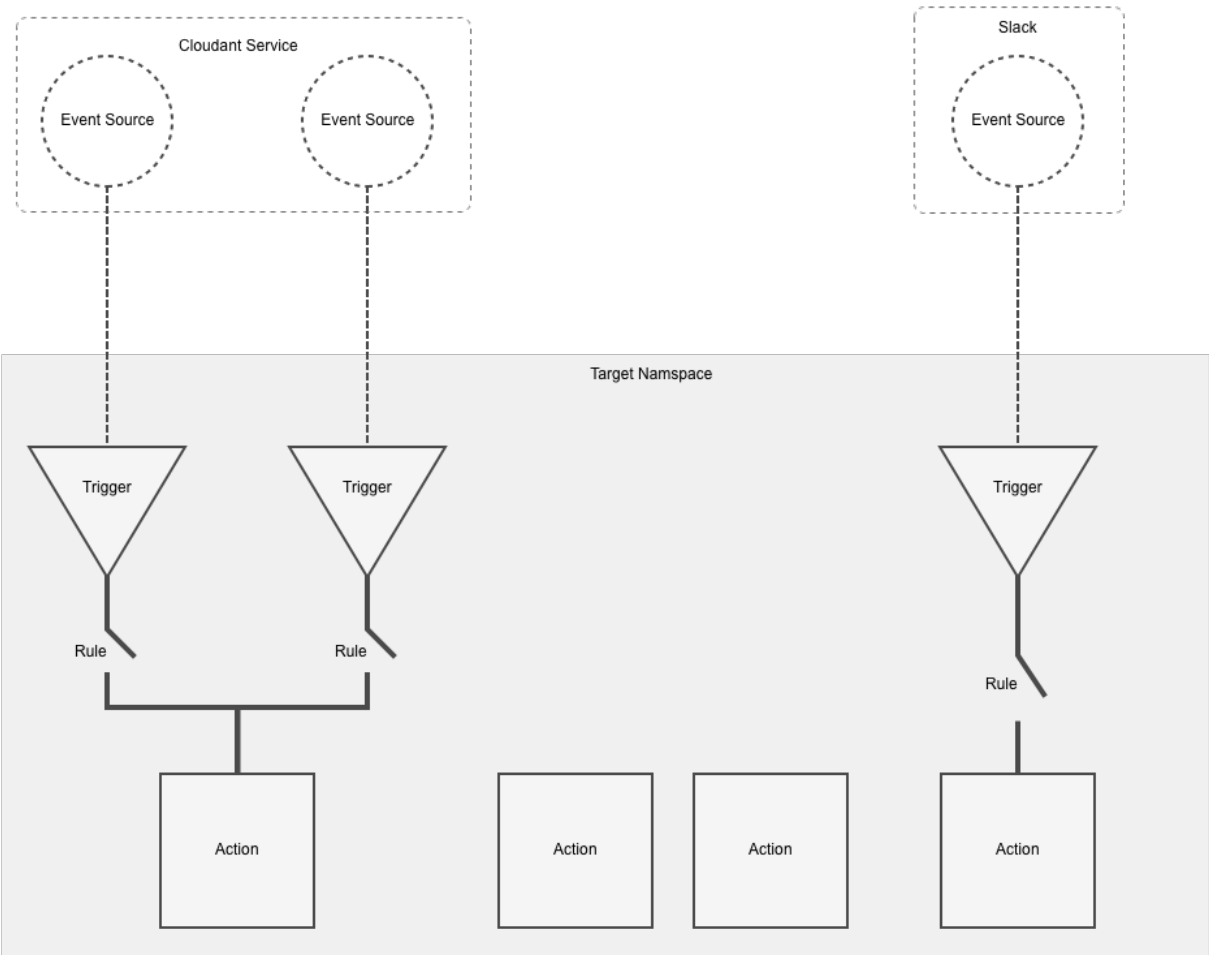 Cloudant Service
Slack
Event Source
Event Source
Event Source
Target Namspace
Trigger
Trigger
Trigger
Rule
Rule
Rule
Action
Action
Action
Action